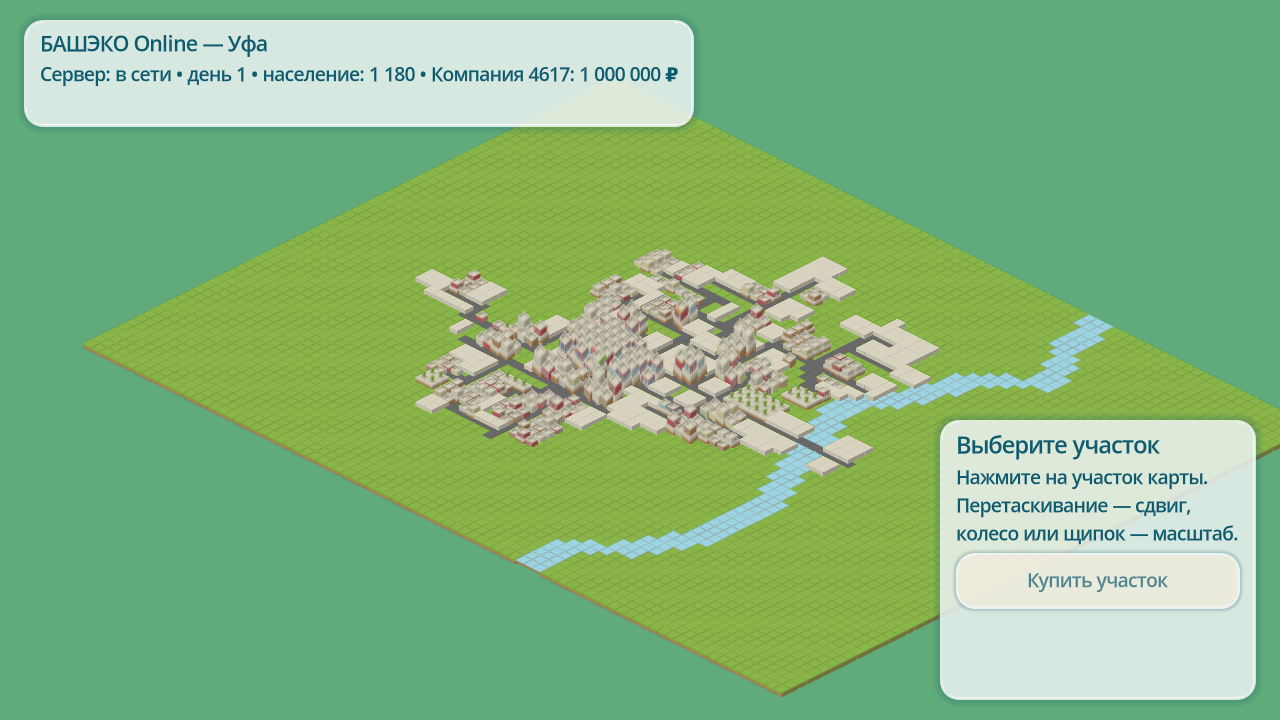 БАШЭКО Online — Уфа
Сервер: в сети • день 1 • население: 1 180 • Компания 4617: 1 000 000 ₽
Выберите участок
Нажмите на участок карты.
Перетаскивание — сдвиг,
колесо или щипок — масштаб.
Купить участок